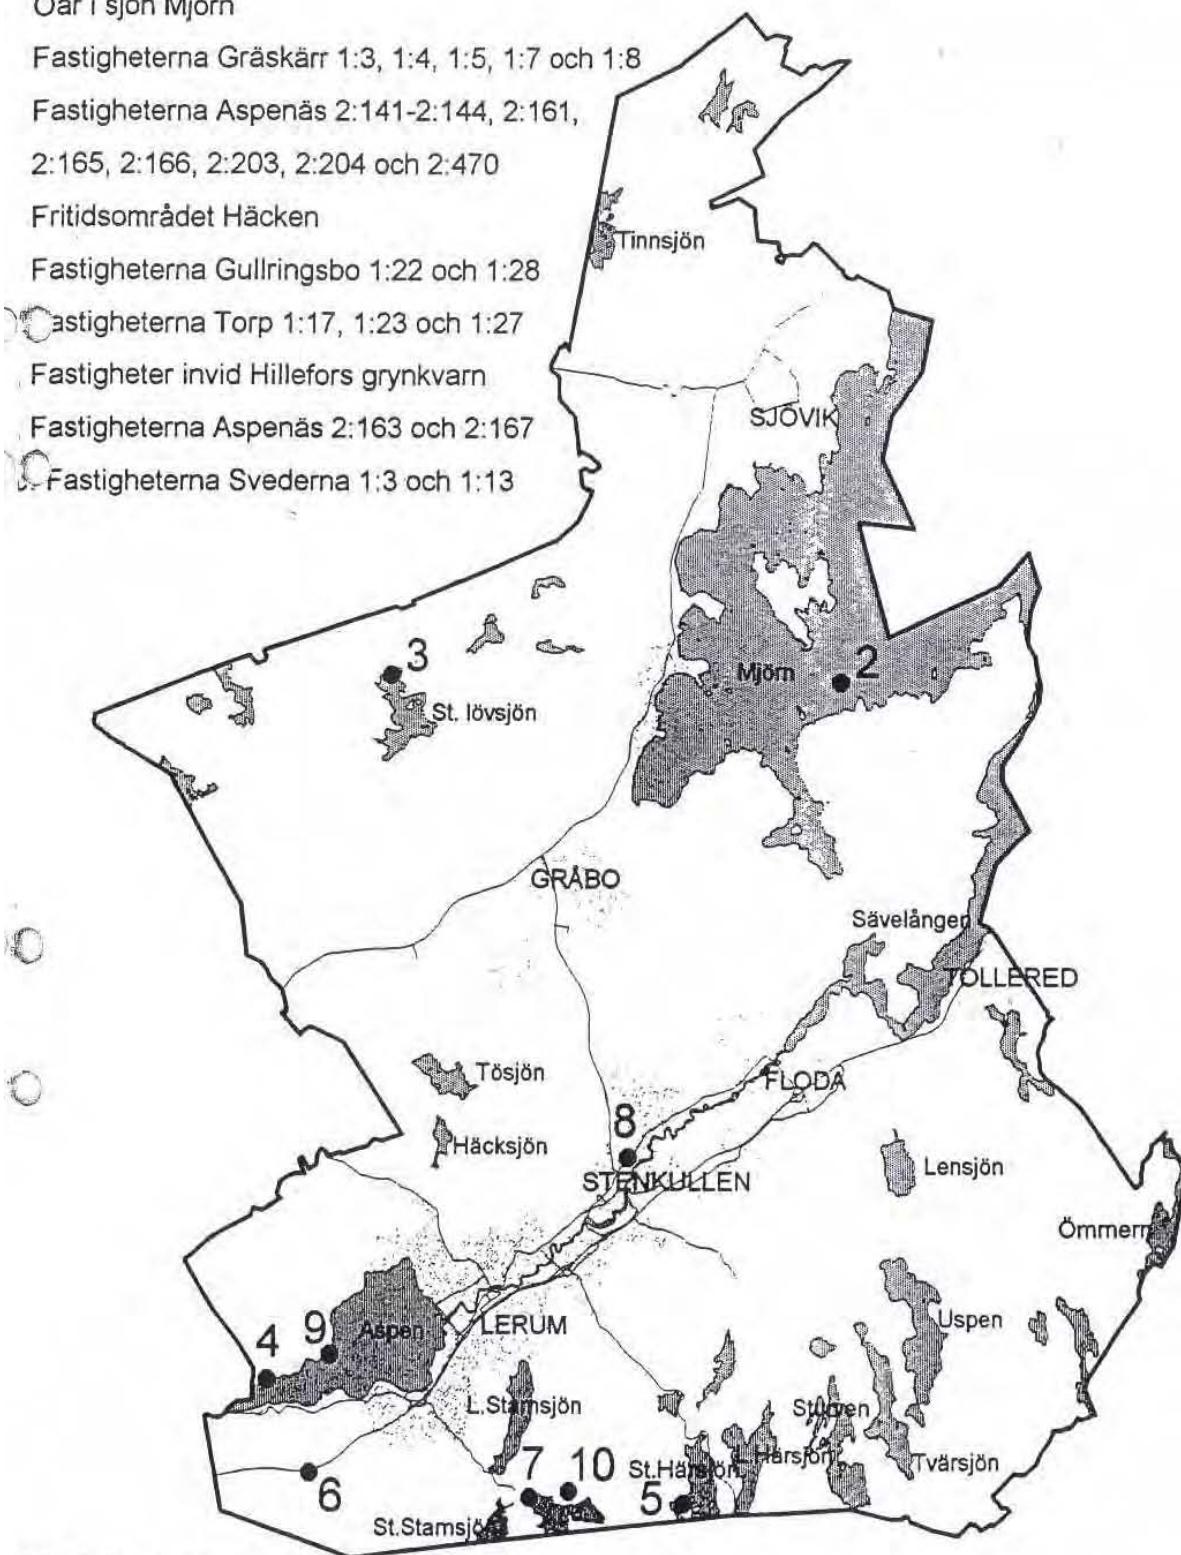 Öar i sjön Mjörn
Fastigheterna Gräskärr 1:3, 1:4, 1:5, 1:7 och 1:8
Fastigheterna Aspenäs 2:141-2:144, 2:161,
2:165, 2:166, 2:203, 2:204 och 2:470
Fritidsområdet Häcken
Fastigheterna Gullringsbo 1:22 och 1:28
Fastigheterna Torp 1:17, 1:23 och 1:27
Fastigheter invid Hillefors grynkvarn
Fastigheterna Aspenäs 2:163 och 2:167
Fastigheterna Svederna 1:3 och 1:13
Tinnsjön
SJÖVIK
3
Mjörn
2
St. lövsjön
GRÅBO
Sävelången
TOLLERED
Tösjön
FLODA
8
Häcksjön
STENKULLEN
Lensjön
Ömmern
Aspen
LERUM
Uspen
9
4
L.Stamsjön
Sturven
L.Härsjön
Tvärsjön
St.Härsjön
7
10
5
6
St.Stamsjön